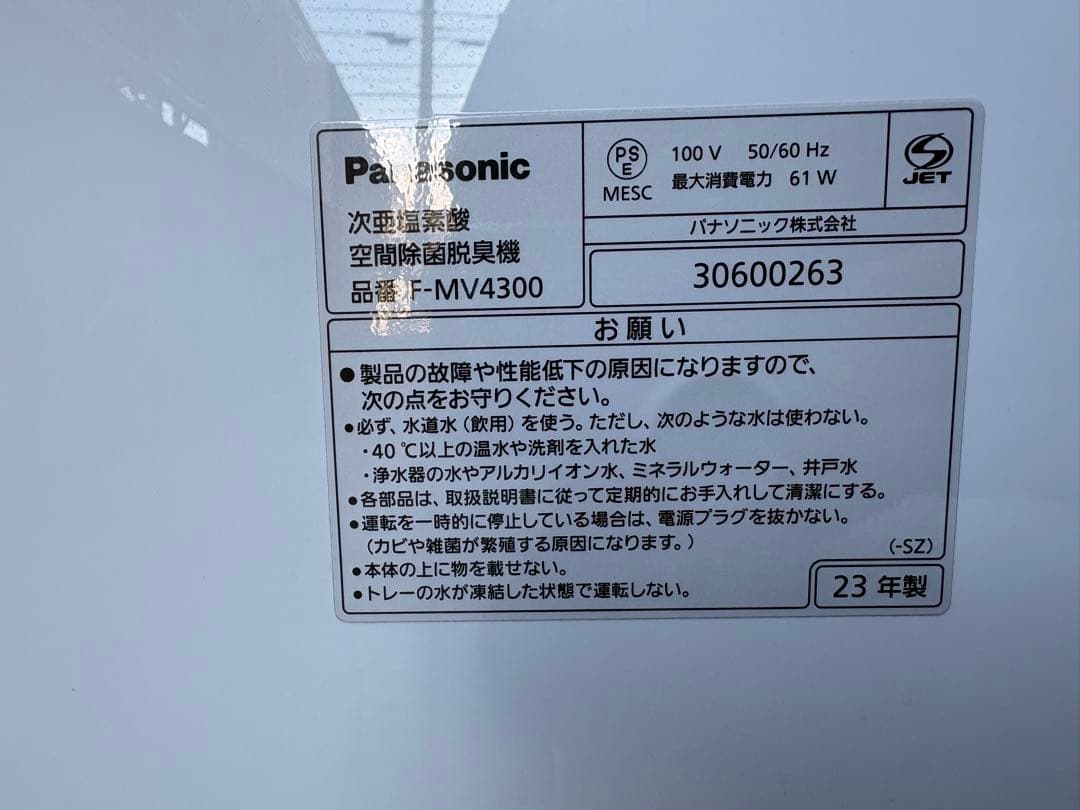 Panasonic
次亜塩素酸
空間除菌脱臭機
品番 F-MV4300
PS
E
MESC
100 V 50/60 Hz
最大消費電力 61 W
JET
パナソニック株式会社
30600263
お願い
●製品の故障や性能低下の原因になりますので、
次の点をお守りください。
●必ず、水道水（飲用）を使う。ただし、次のような水は使わない。
・40 ℃以上の温水や洗剤を入れた水
・浄水器の水やアルカリイオン水、ミネラルウォーター、井戸水
●各部品は、取扱説明書に従って定期的にお手入れして清潔にする。
●運転を一時的に停止している場合は、電源プラグを抜かない。
（カビや雑菌が繁殖する原因になります。）
(-SZ)
●本体の上に物を載せない。
●トレーの水が凍結した状態で運転しない。
23 年製